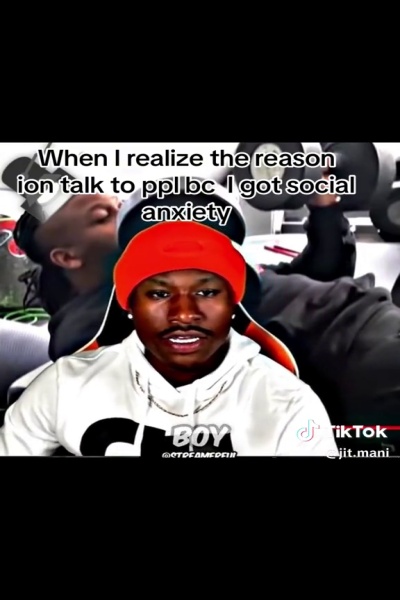 When I realize the reason
ion talk to ppl bc I got social
anxiety
BOY
TikTok
@jit.mani